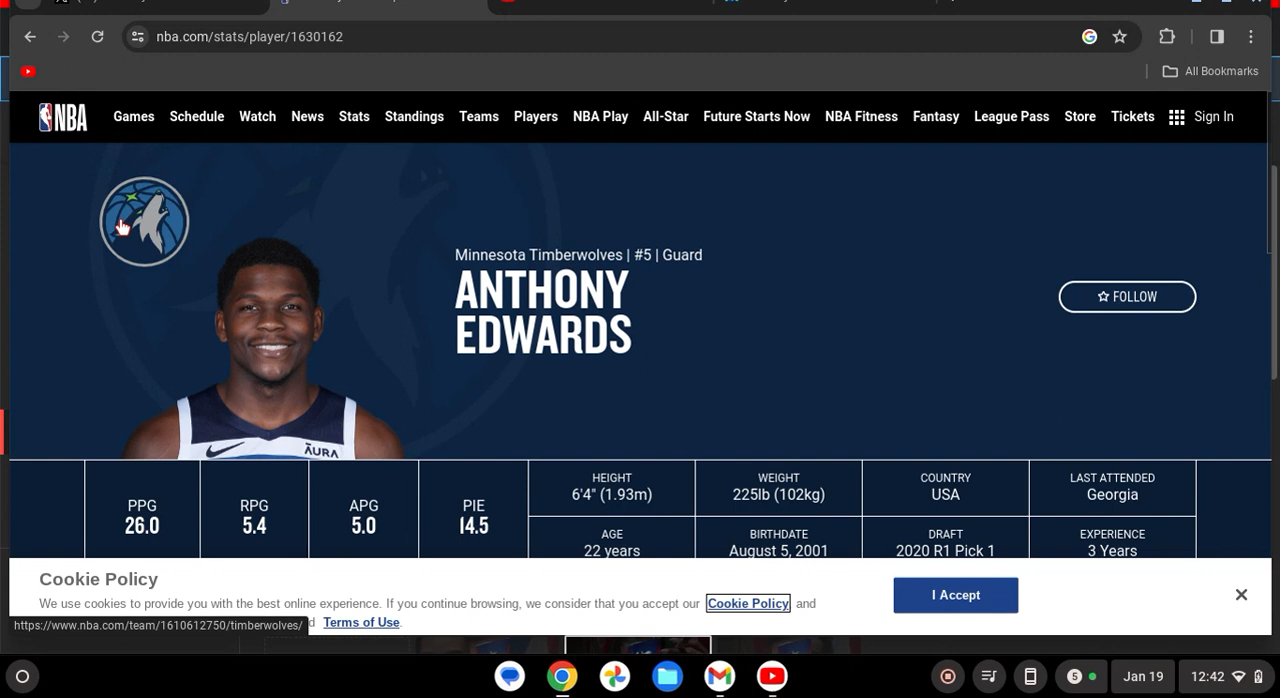 nba.com/stats/player/1630162
All Bookmarks
NBA Games Schedule Watch News Stats Standings Teams Players NBA Play All-Star Future Starts Now NBA Fitness Fantasy League Pass Store Tickets Sign In
Minnesota Timberwolves | #5 | Guard
ANTHONY
EDWARDS
FOLLOW
AURA
PPG
26.0
RPG
5.4
APG
5.0
PIE
14.5
HEIGHT
6'4" (1.93m)
WEIGHT
225lb (102kg)
COUNTRY
USA
LAST ATTENDED
Georgia
AGE
22 years
BIRTHDATE
August 5, 2001
DRAFT
2020 R1 Pick 1
EXPERIENCE
3 Years
Cookie Policy
We use cookies to provide you with the best online experience. If you continue browsing, we consider that you accept our Cookie Policy and
d Terms of Use.
I Accept
https://www.nba.com/team/1610612750/timberwolves/
5
Jan 19
12:42